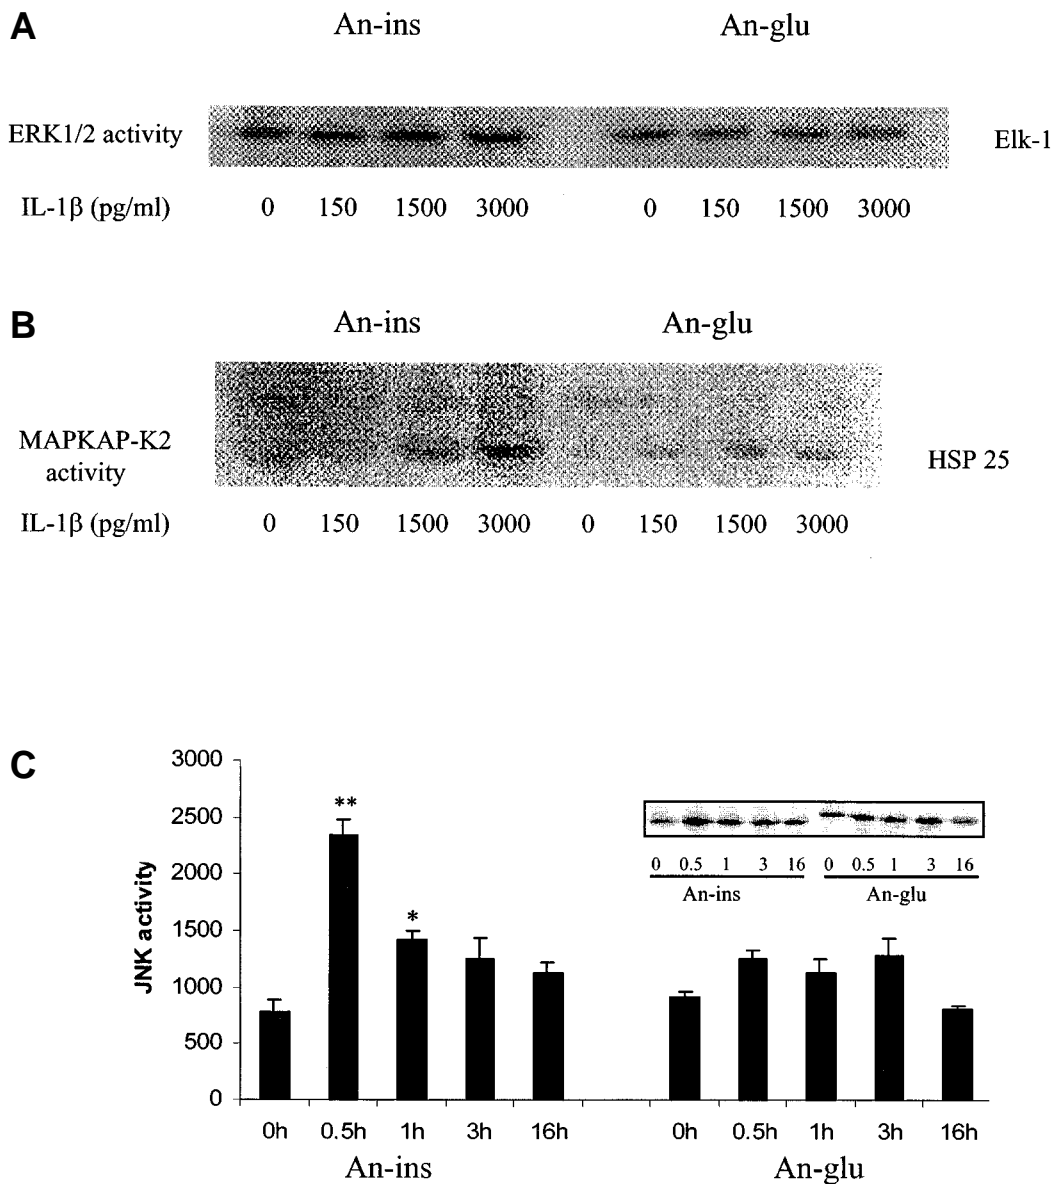 A
An-ins An-glu
ERK1/2 activity Elk-1
IL-1β (pg/ml) 0 150 1500 3000 0 150 1500 3000
B
An-ins An-glu
MAPKAP-K2
activity
HSP 25
IL-1β (pg/ml) 0 150 1500 3000 0 150 1500 3000
C
3000
2500
2000
1500
1000
500
0
JNK activity
**
*
0 0.5 1 3 16 0 0.5 1 3 16
An-ins An-glu
0h 0.5h 1h 3h 16h 0h 0.5h 1h 3h 16h
An-ins An-glu